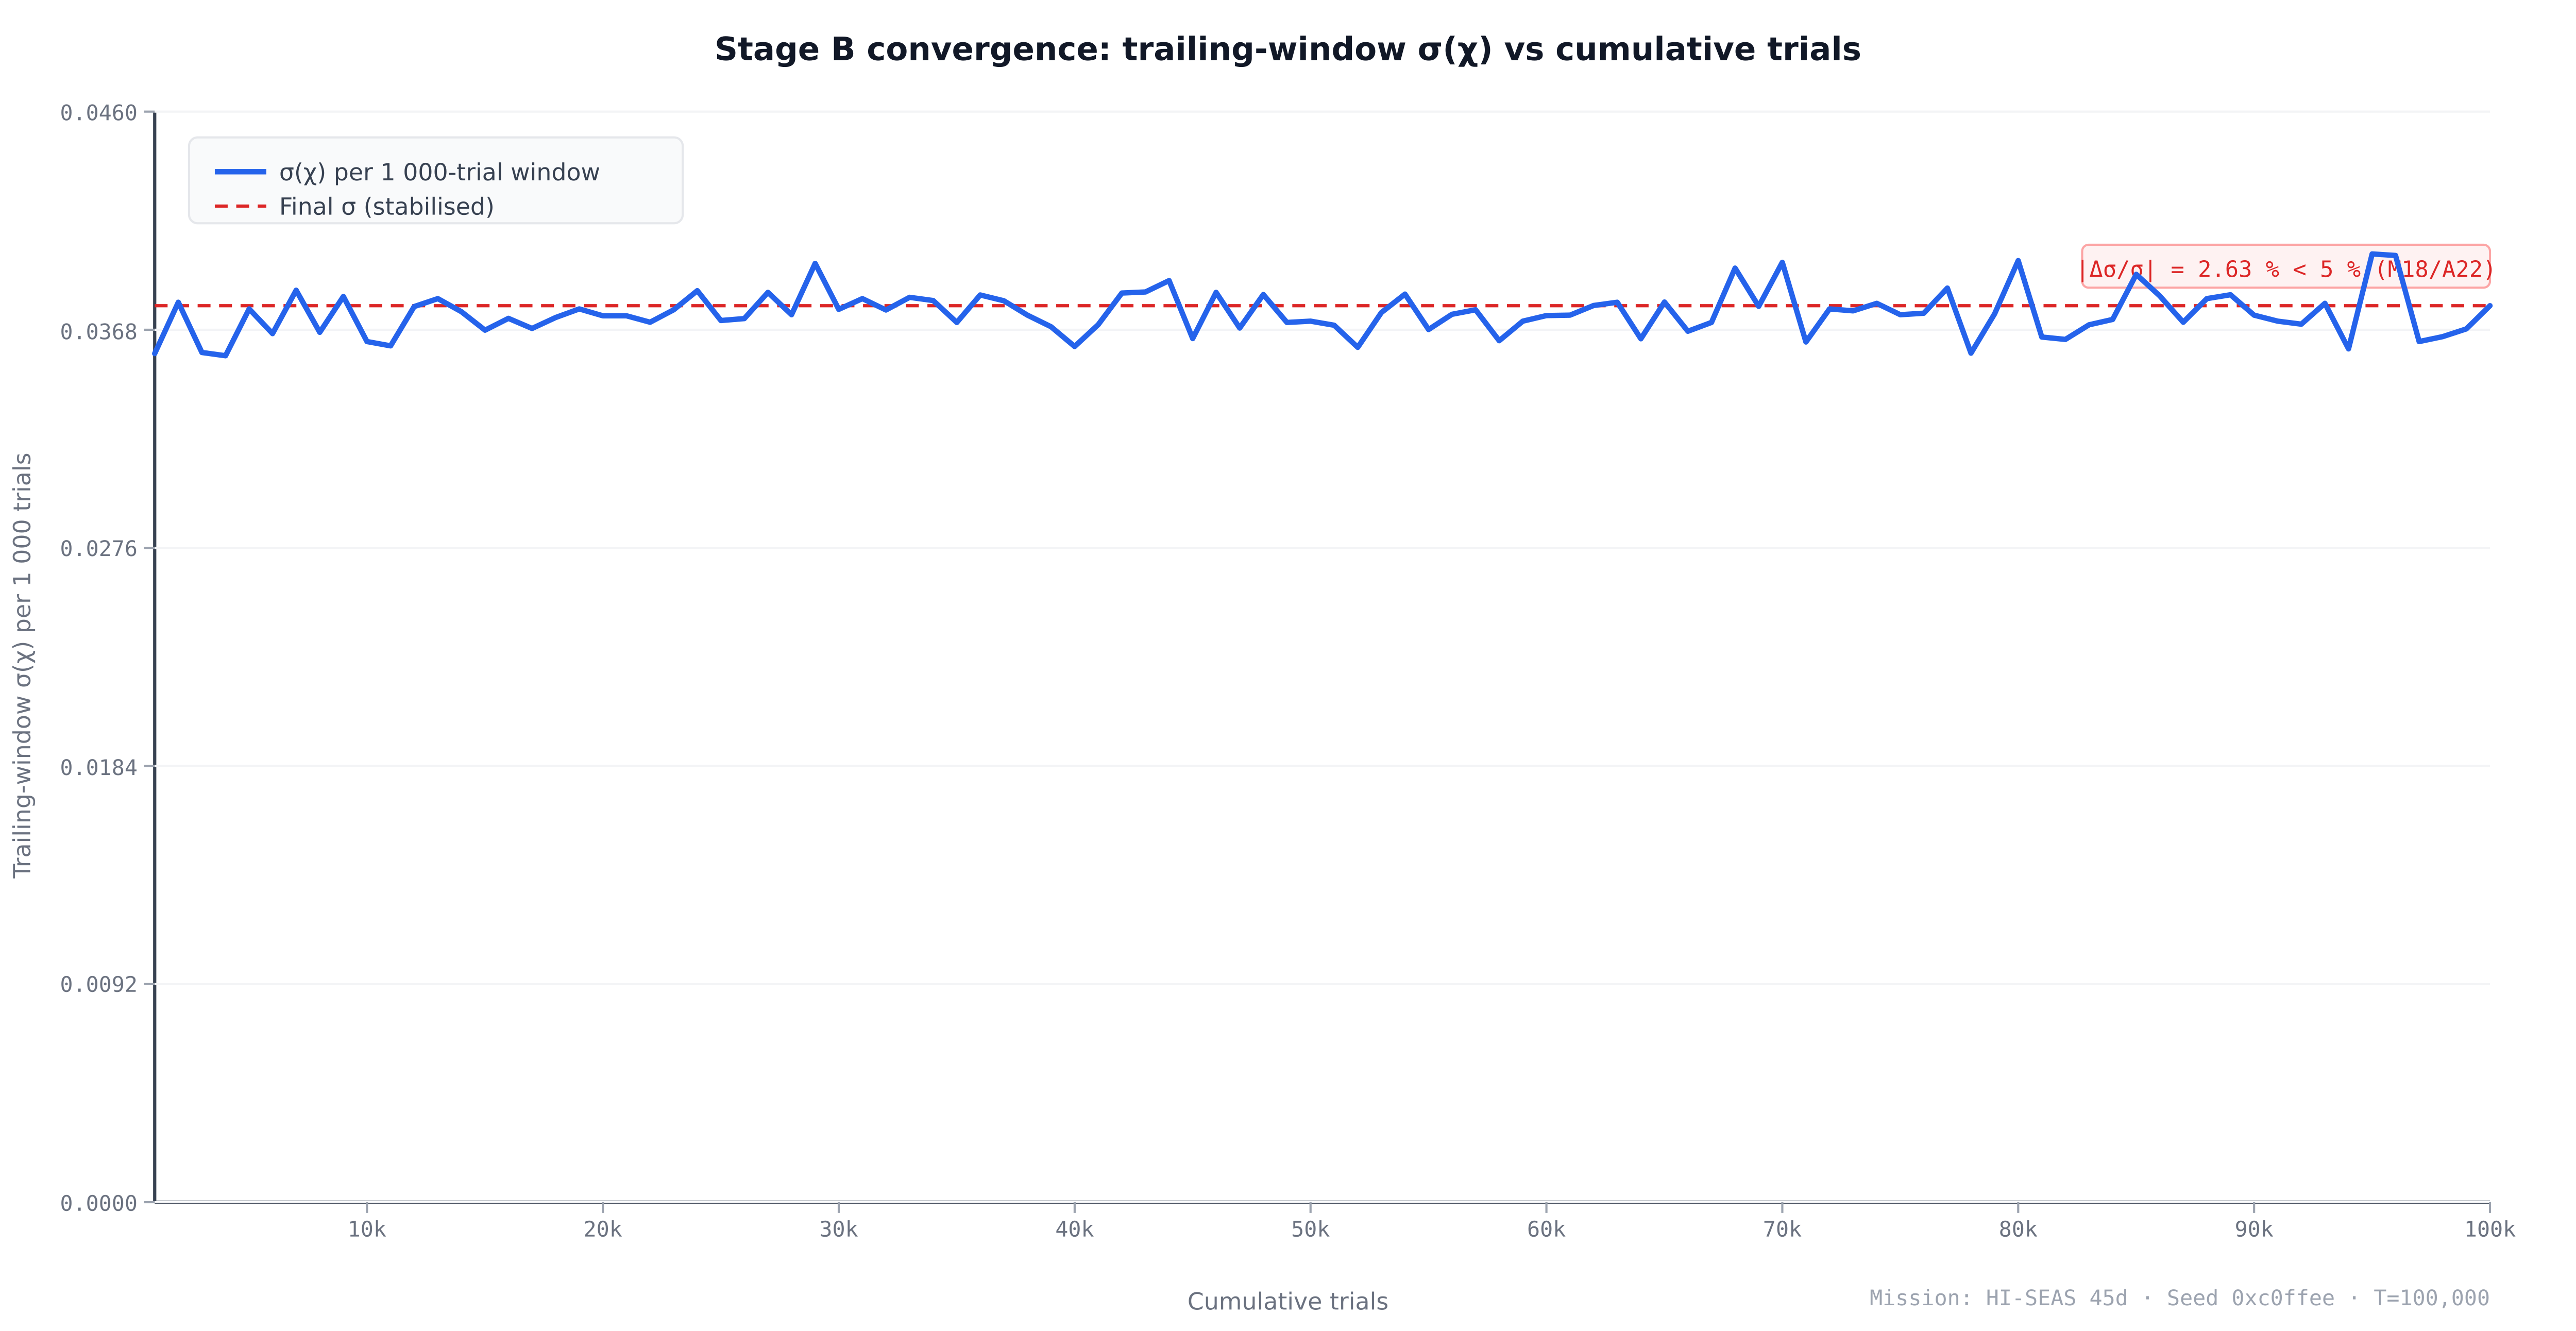 Stage B convergence: trailing-window σ(χ) vs cumulative trials
0.0460
σ(χ) per 1 000-trial window
Final σ (stabilised)
|Δσ/σ| = 2.63 % < 5 % (M18/A22)
0.0368
0.0276
0.0184
0.0092
0.0000
Trailing-window σ(χ) per 1 000 trials
10k 20k 30k 40k 50k 60k 70k 80k 90k 100k
Cumulative trials
Mission: HI-SEAS 45d · Seed 0xc0ffee · T=100,000